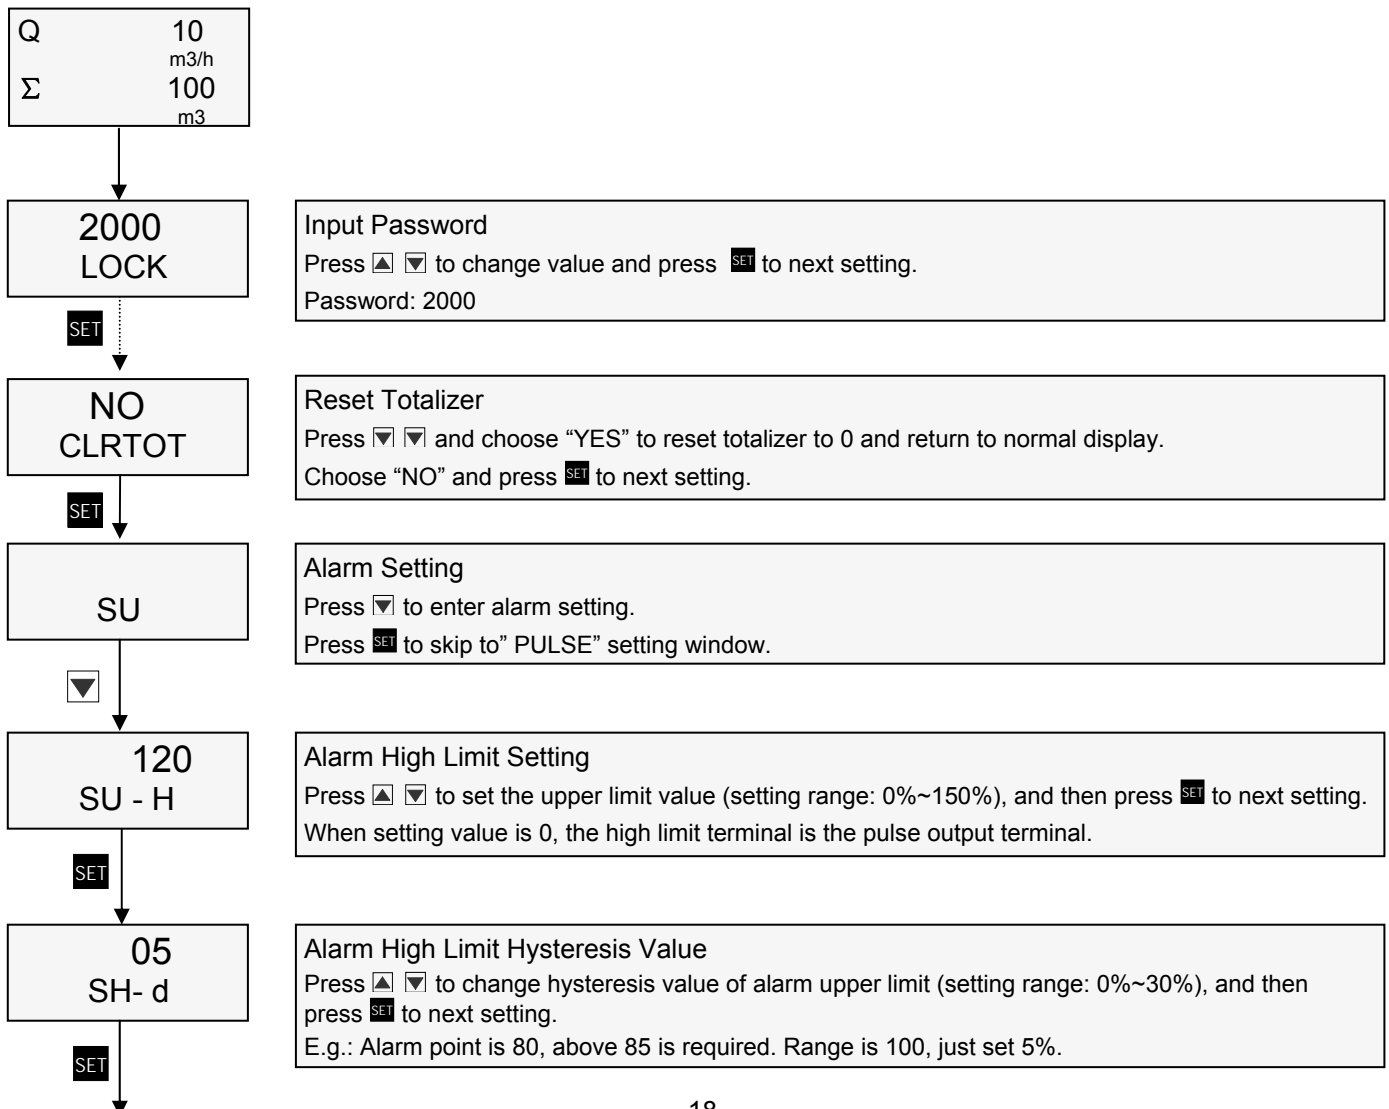 Q 10
m3/h
Σ 100
m3
2000
LOCK
Input Password
Press ▲ ▼ to change value and press SET to next setting.
Password: 2000
SET
NO
CLRTOT
Reset Totalizer
Press ▼ ▼ and choose “YES” to reset totalizer to 0 and return to normal display.
Choose “NO” and press SET to next setting.
SET
SU
Alarm Setting
Press ▼ to enter alarm setting.
Press SET to skip to” PULSE” setting window.
▼
120
SU - H
Alarm High Limit Setting
Press ▲ ▼ to set the upper limit value (setting range: 0%~150%), and then press SET to next setting.
When setting value is 0, the high limit terminal is the pulse output terminal.
SET
05
SH- d
Alarm High Limit Hysteresis Value
Press ▲ ▼ to change hysteresis value of alarm upper limit (setting range: 0%~30%), and then
press SET to next setting.
E.g.: Alarm point is 80, above 85 is required. Range is 100, just set 5%.
SET
18